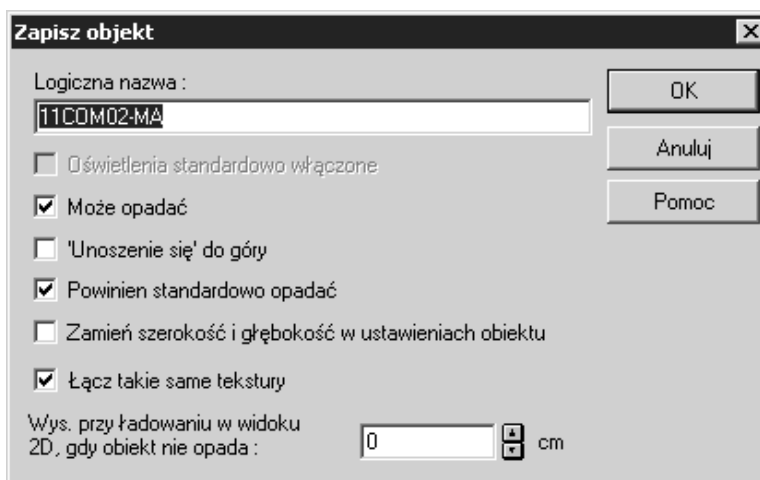 Zapisz objekt
Logiczna nazwa :
11COM02-MA
OK
Oświetlenia standardowo włączone
Anuluj
Może opadać
Pomoc
'Unoszenie się' do góry
Powinien standardowo opadać
Zamień szerokość i głębokość w ustawieniach obiektu
Łącz takie same tekstury
Wys. przy ładowaniu w widoku
2D, gdy obiekt nie opada :
0
cm